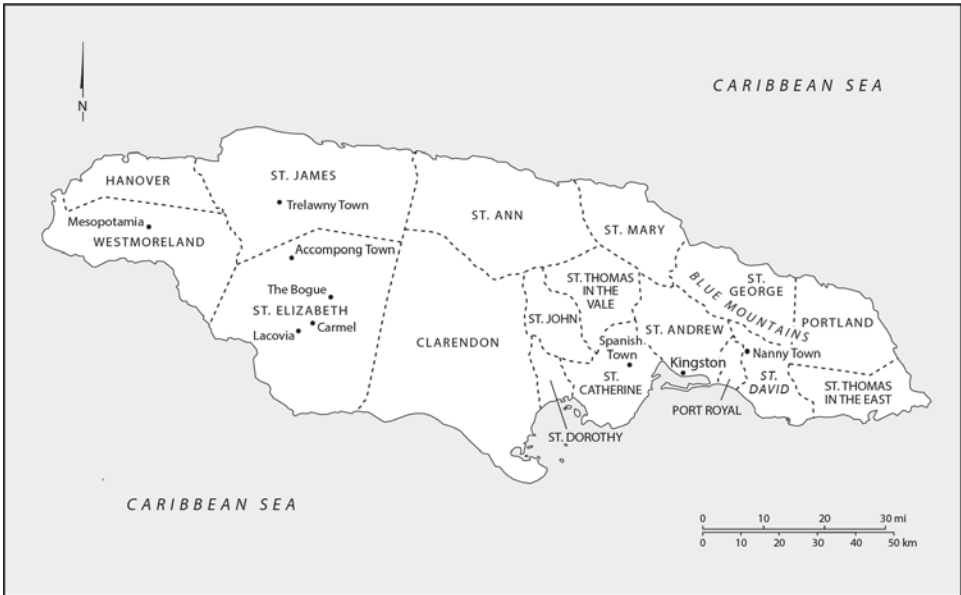 CARIBBEAN SEA
N
HANOVER
ST. JAMES
Trelawny Town
Mesopotamia
WESTMORELAND
ST. ANN
ST. MARY
Accompong Town
The Bogue
ST. ELIZABETH
Carmel
Lacovia
CLARENDON
ST. JOHN
ST. THOMAS
IN THE
VALE
BLUE MOUNTAINS
ST.
GEORGE
PORTLAND
ST. ANDREW
Spanish
Town
Kingston
Nanny Town
ST.
CATHERINE
ST.
DAVID
ST. THOMAS
IN THE EAST
PORT ROYAL
ST. DOROTHY
CARIBBEAN SEA
0 10 20 30 mi
0 10 20 30 40 50 km